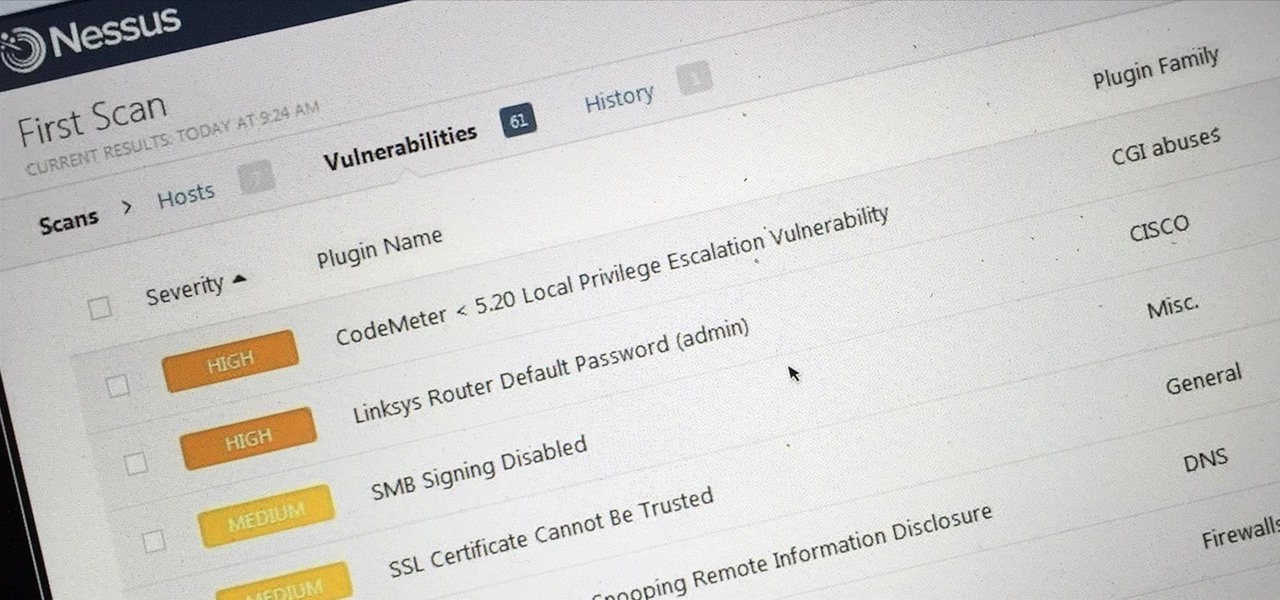 Nessus
First Scan
CURRENT RESULTS: TODAY AT 9:24 AM
Scans > Hosts 7 Vulnerabilities 61 History 1
Severity Plugin Name Plugin Family
HIGH CodeMeter < 5.20 Local Privilege Escalation Vulnerability CGI abuses
HIGH Linksys Router Default Password (admin) CISCO
MEDIUM SMB Signing Disabled Misc.
MEDIUM SSL Certificate Cannot Be Trusted General
Snooping Remote Information Disclosure DNS
Firewalls